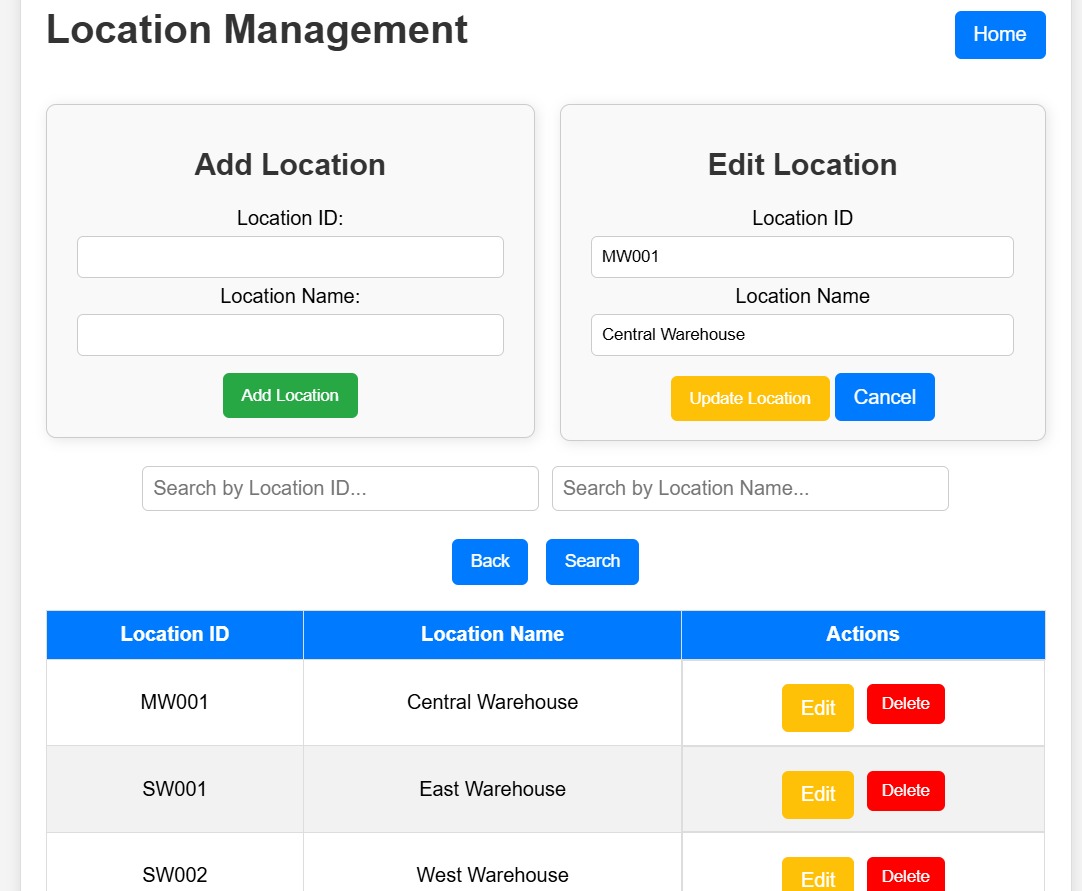 Location Management
Home
Add Location
Location ID:
Location Name:
Add Location
Edit Location
Location ID
MW001
Location Name
Central Warehouse
Update Location Cancel
Search by Location ID... Search by Location Name...
Back Search
Location ID Location Name Actions
MW001 Central Warehouse Edit Delete
SW001 East Warehouse Edit Delete
SW002 West Warehouse Edit Delete